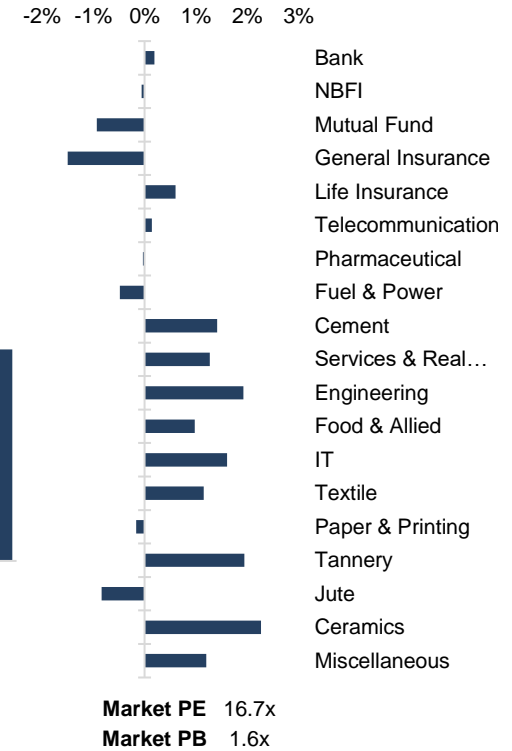 -2% -1% 0% 1% 2% 3%
Bank
NBFI
Mutual Fund
General Insurance
Life Insurance
Telecommunication
Pharmaceutical
Fuel & Power
Cement
Services & Real…
Engineering
Food & Allied
IT
Textile
Paper & Printing
Tannery
Jute
Ceramics
Miscellaneous
Market PE 16.7x
Market PB 1.6x